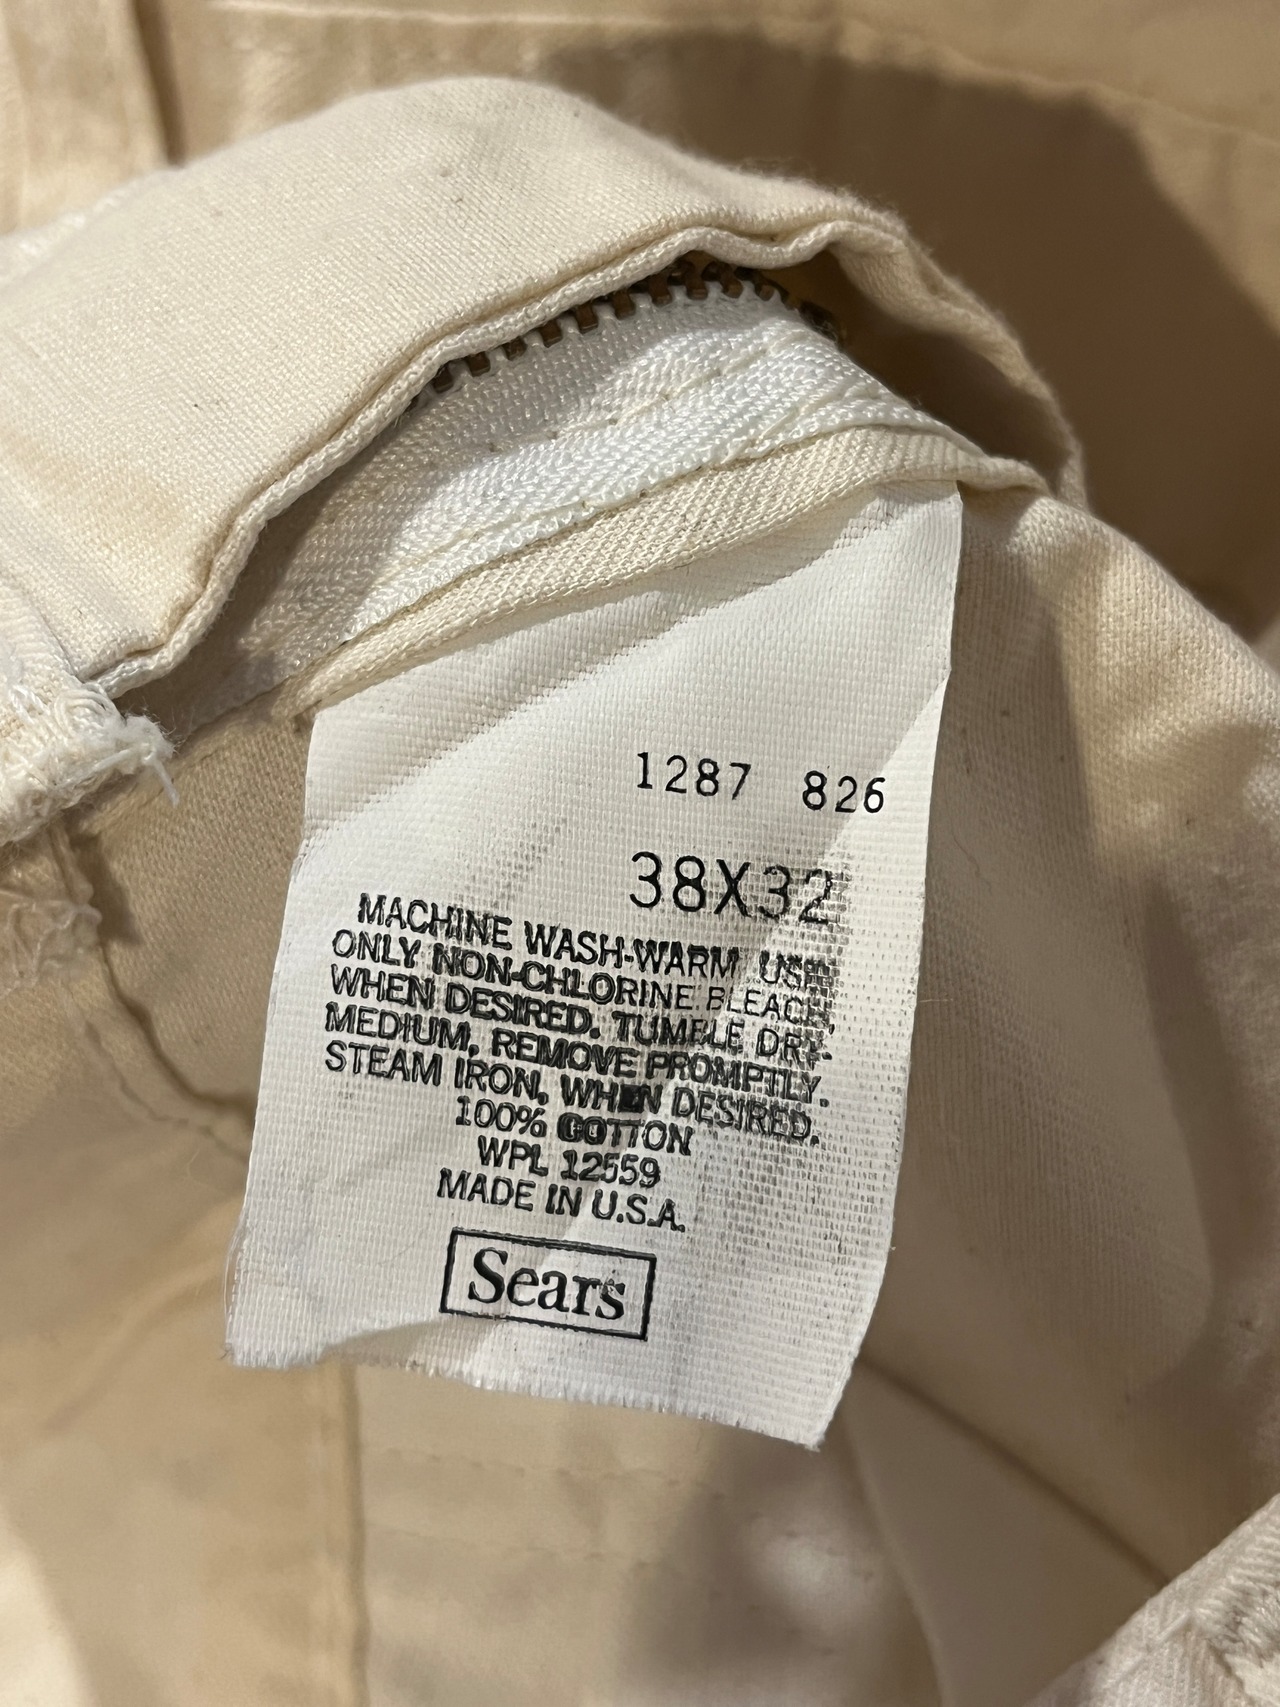 1287 826
38X32
MACHINE WASH-WARM. USE
ONLY NON-CHLORINE BLEACH,
WHEN DESIRED. TUMBLE DRY-
MEDIUM, REMOVE PROMPTLY.
STEAM IRON, WHEN DESIRED.
100% COTTON
WPL 12559
MADE IN U.S.A.
Sears